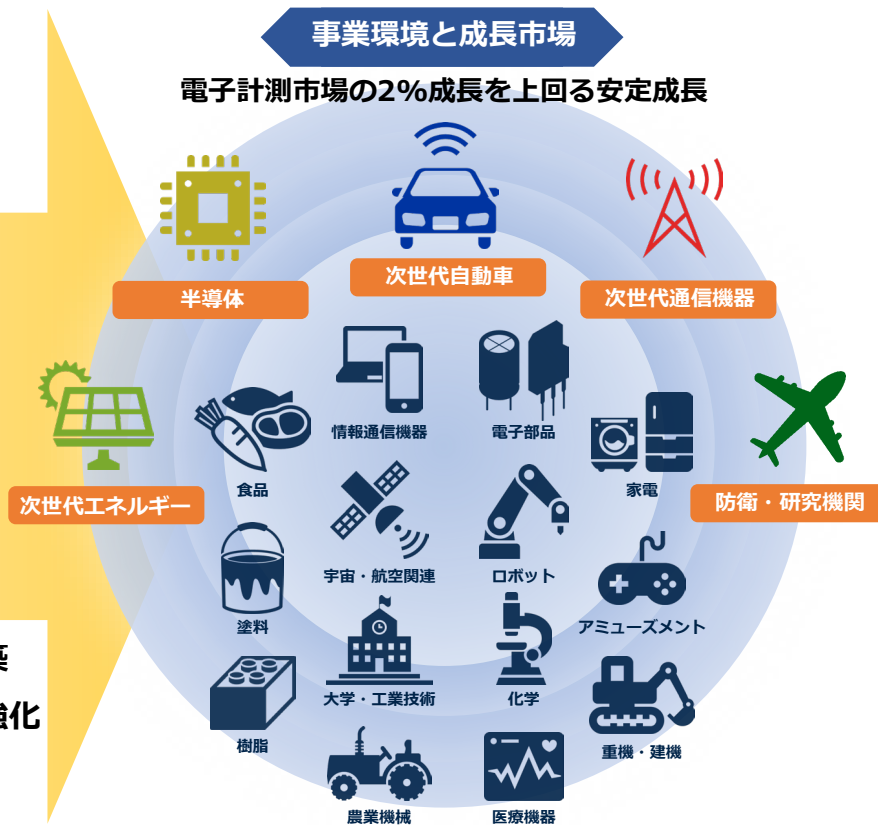 事業環境と成長市場
電子計測市場の2%成長を上回る安定成長
半導体
次世代自動車
次世代通信機器
情報通信機器
電子部品
食品
家電
次世代エネルギー
防衛・研究機関
宇宙・航空関連
ロボット
塗料
アミューズメント
築
強化
大学・工業技術
化学
樹脂
重機・建機
農業機械
医療機器